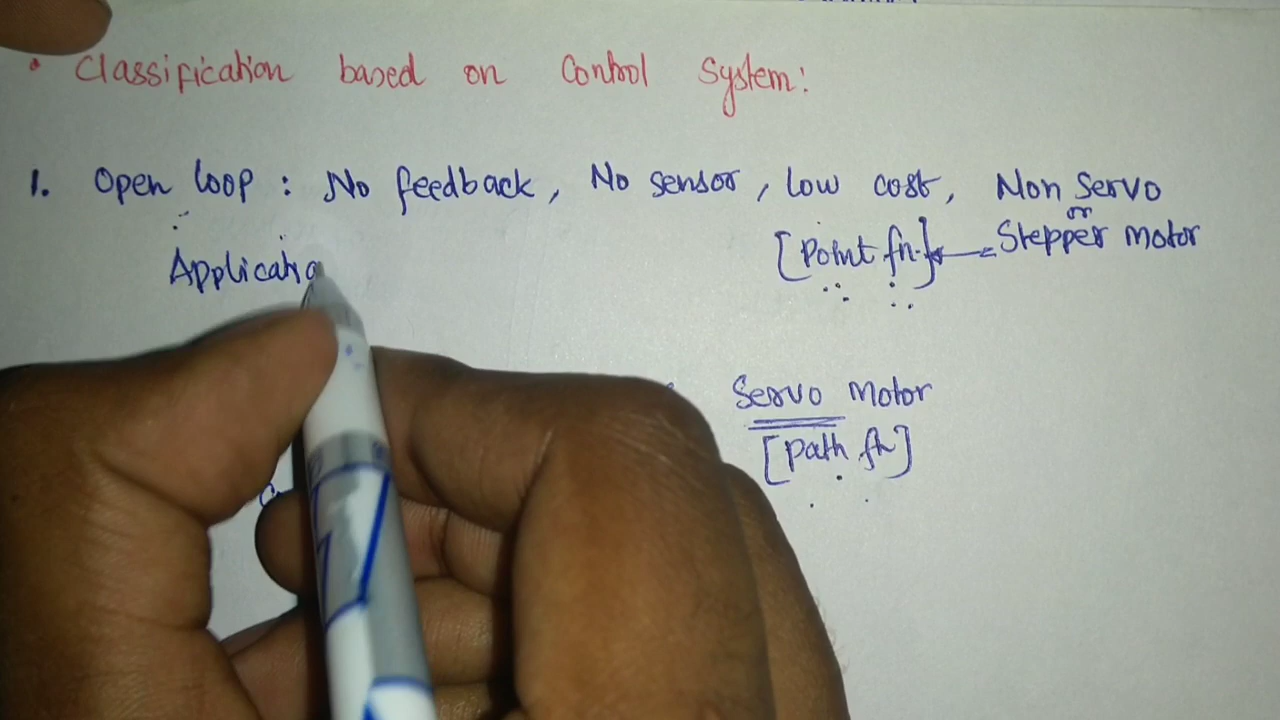 • Classification based on Control System:
1. Open loop : No feedback, No sensor, low cost, Non Servo
or
[Point fn.] Stepper motor
Applicatio
Servo Motor
[path fn]